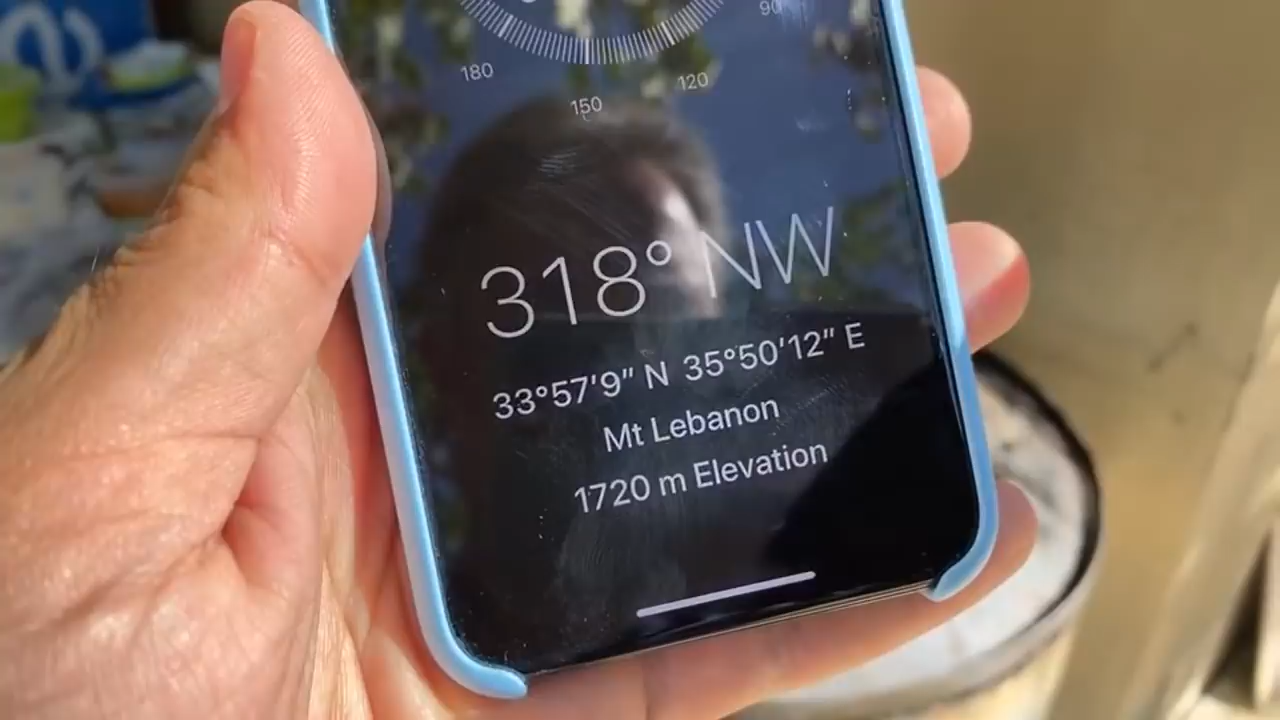 90
180
120
150
318° NW
33°57'9" N 35°50'12" E
Mt Lebanon
1720 m Elevation